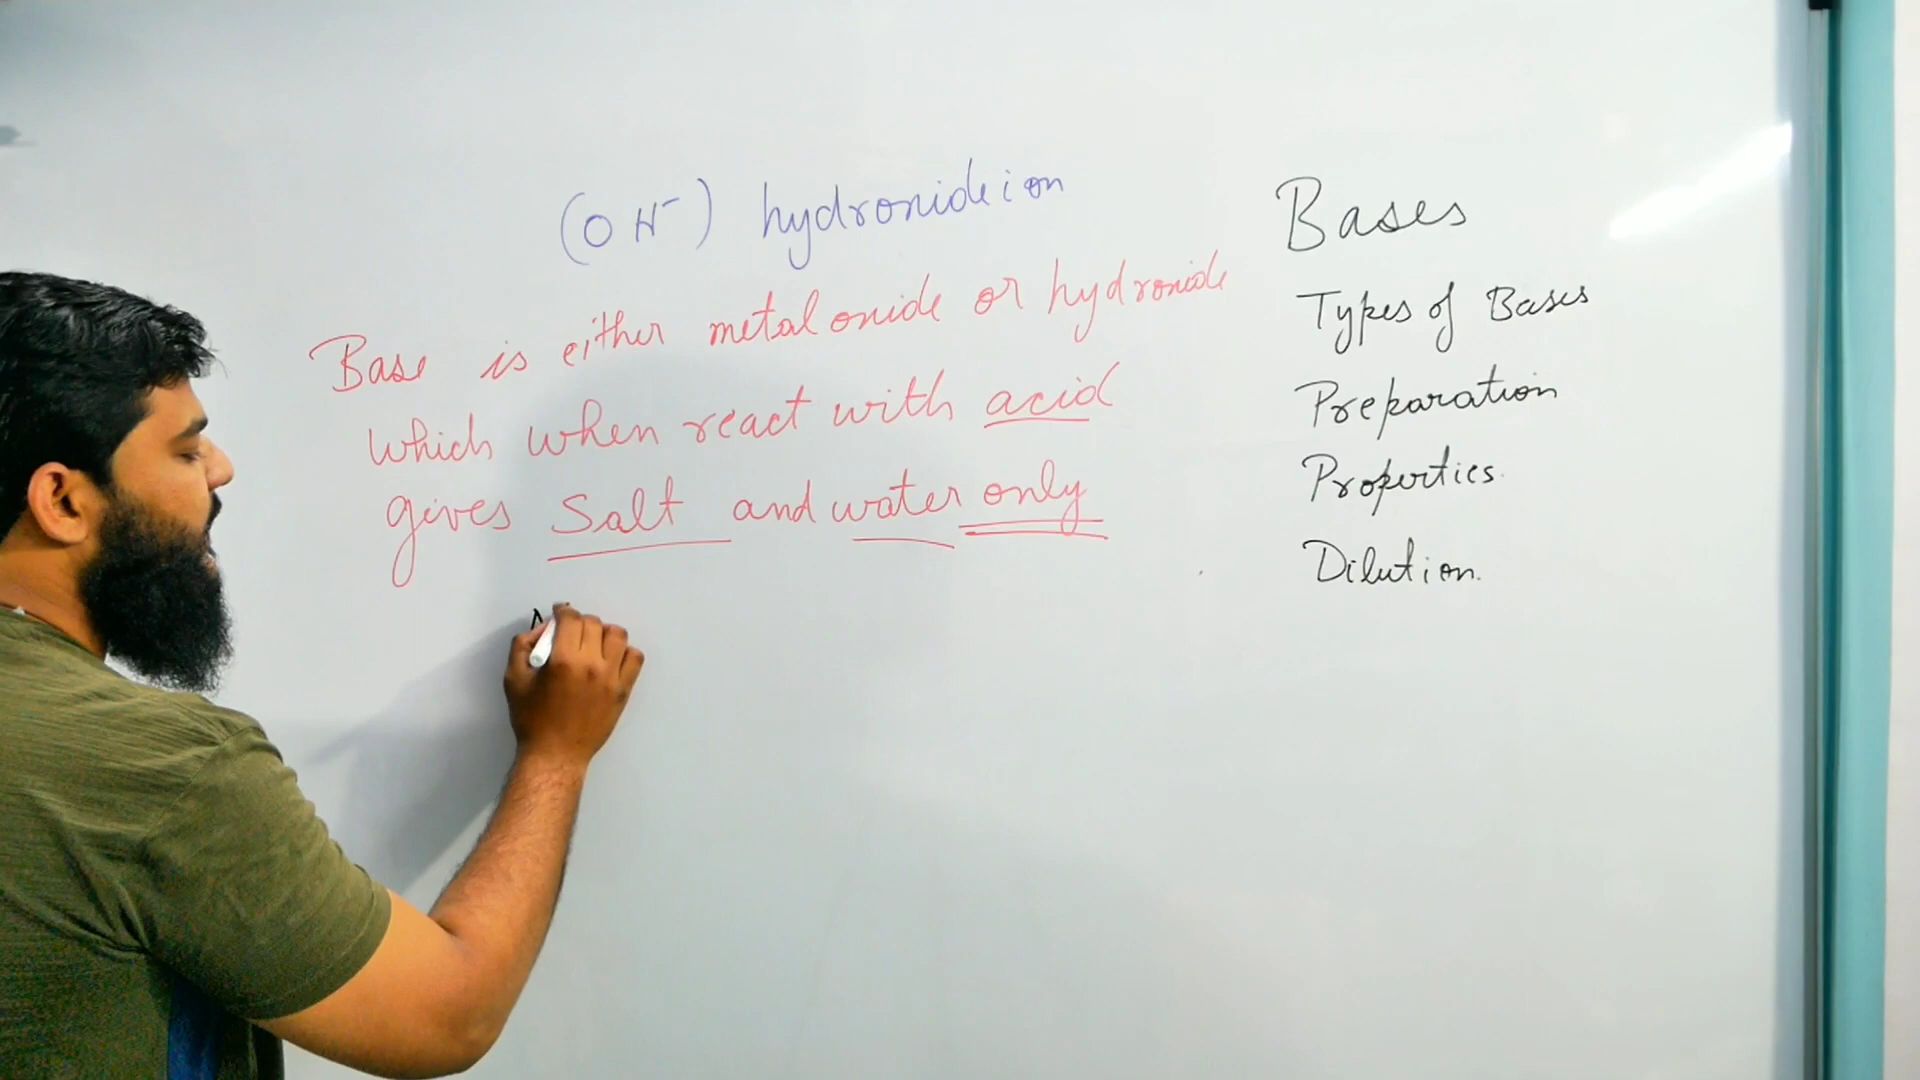 (OH⁻) hydroxide ion
Base is either metal oxide or hydroxide
which when react with acid
gives Salt and water only
Bases
Types of Bases
Preparation
Properties.
Dilution.